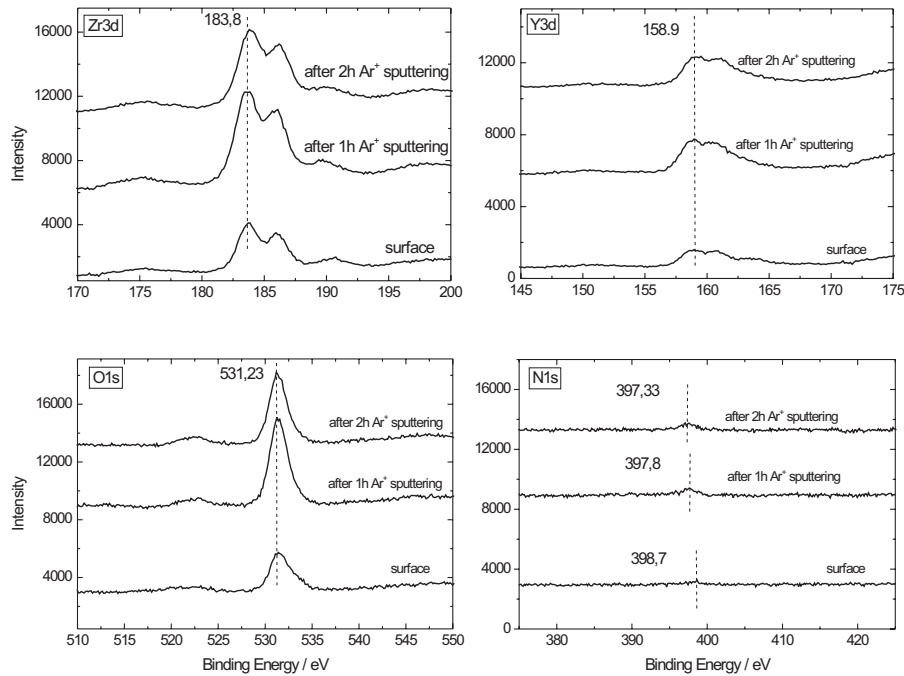 Zr3d
183,8
after 2h Ar⁺ sputtering
after 1h Ar⁺ sputtering
surface
16000
12000
8000
4000
Intensity
170 175 180 185 190 195 200
Y3d
158.9
after 2h Ar⁺ sputtering
after 1h Ar⁺ sputtering
surface
12000
8000
4000
0
145 150 155 160 165 170 175
O1s
531,23
after 2h Ar⁺ sputtering
after 1h Ar⁺ sputtering
surface
16000
12000
8000
4000
Intensity
510 515 520 525 530 535 540 545 550
Binding Energy / eV
N1s
397,33
after 2h Ar⁺ sputtering
397,8
after 1h Ar⁺ sputtering
398,7
surface
16000
12000
8000
4000
0
380 390 400 410 420
Binding Energy / eV